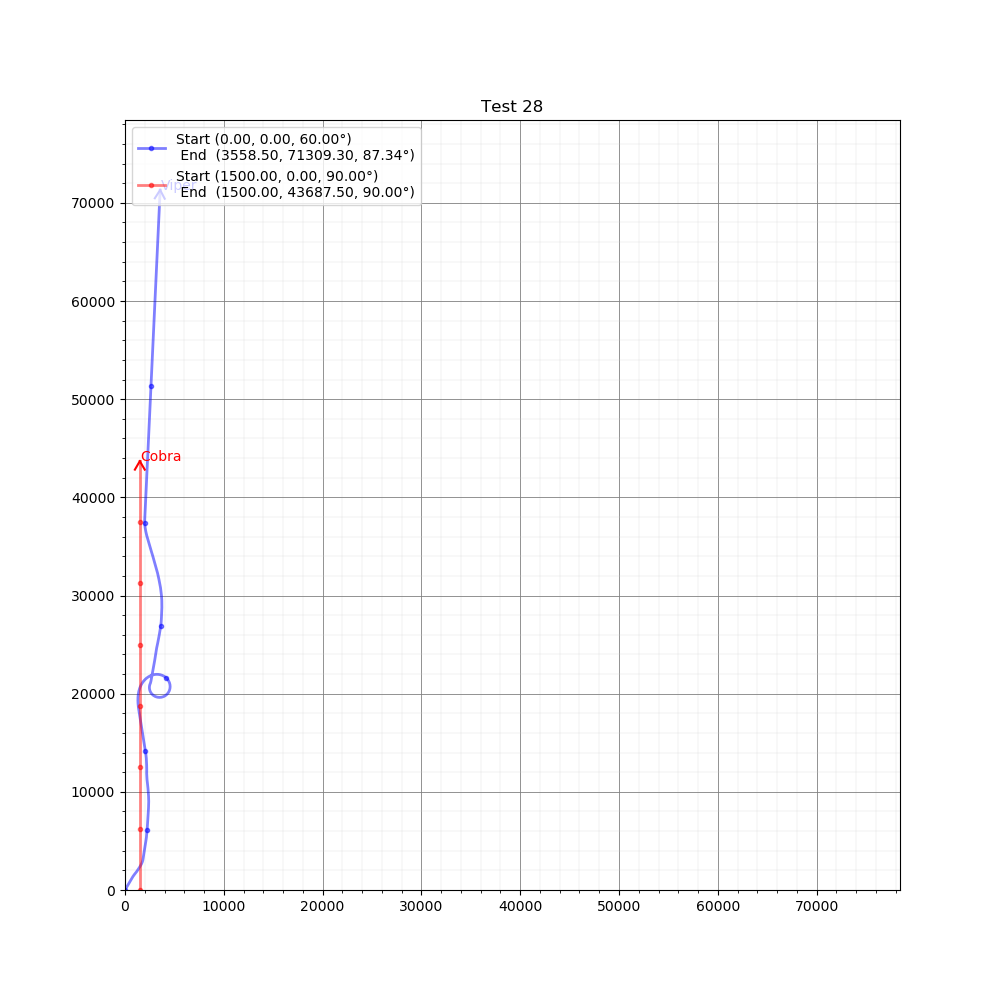 Test 28
Start (0.00, 0.00, 60.00°)
End (3558.50, 71309.30, 87.34°)
Start (1500.00, 0.00, 90.00°)
End (1500.00, 43687.50, 90.00°)
Viper
Cobra
70000
60000
50000
40000
30000
20000
10000
0
0 10000 20000 30000 40000 50000 60000 70000